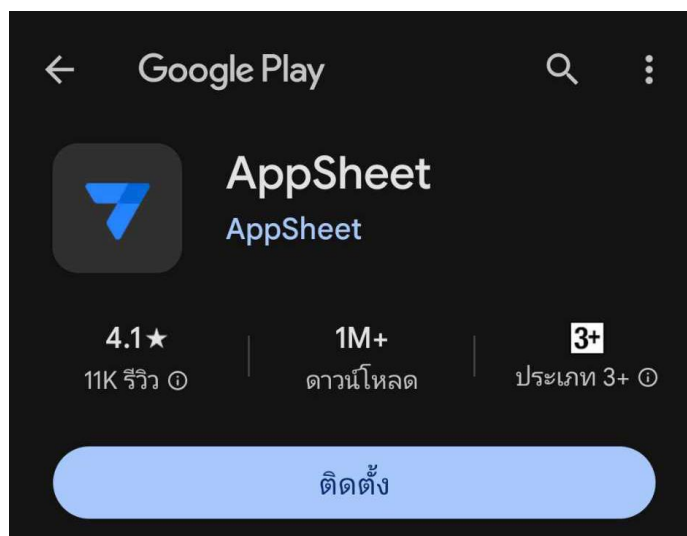 Google Play
AppSheet
AppSheet
4.1★ 1M+ 3+
11K รีวิว ดาวน์โหลด ประเภท 3+
ติดตั้ง